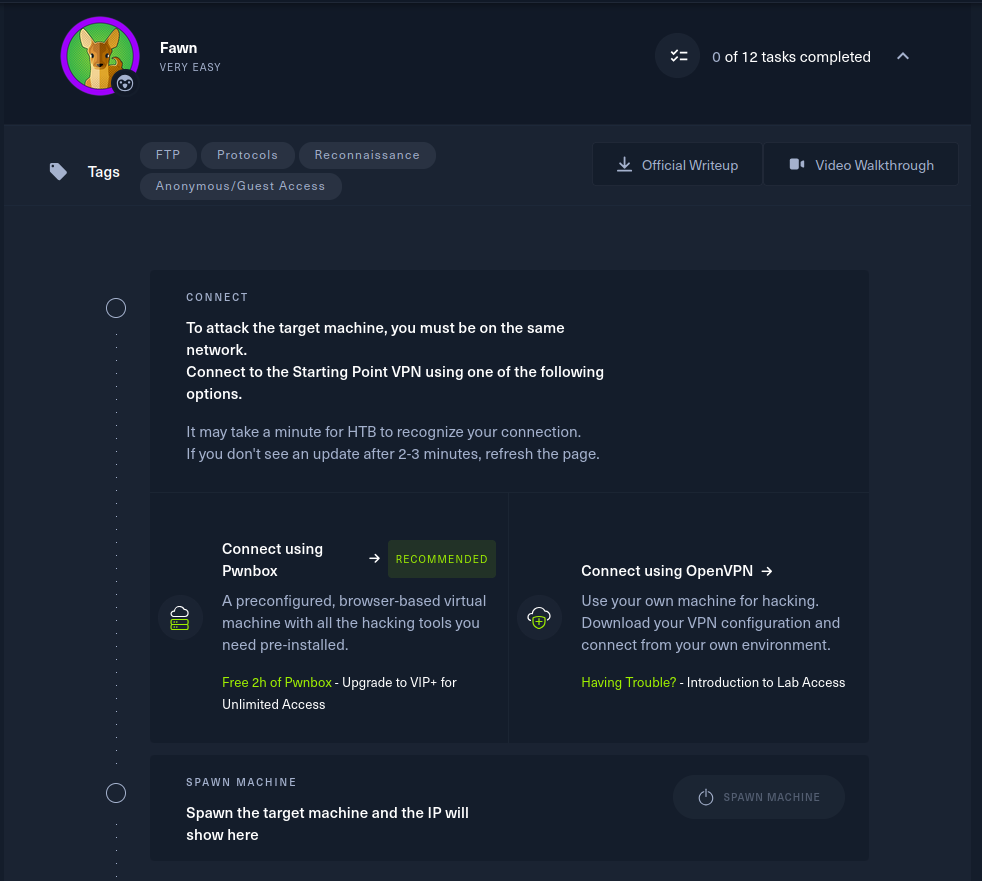 Fawn
VERY EASY
0 of 12 tasks completed
Tags
FTP
Protocols
Reconnaissance
Anonymous/Guest Access
Official Writeup
Video Walkthrough
CONNECT
To attack the target machine, you must be on the same
network.
Connect to the Starting Point VPN using one of the following
options.
It may take a minute for HTB to recognize your connection.
If you don't see an update after 2-3 minutes, refresh the page.
Connect using
Pwnbox
RECOMMENDED
A preconfigured, browser-based virtual
machine with all the hacking tools you
need pre-installed.
Free 2h of Pwnbox - Upgrade to VIP+ for
Unlimited Access
Connect using OpenVPN
Use your own machine for hacking.
Download your VPN configuration and
connect from your own environment.
Having Trouble? - Introduction to Lab Access
SPAWN MACHINE
Spawn the target machine and the IP will
show here
SPAWN MACHINE